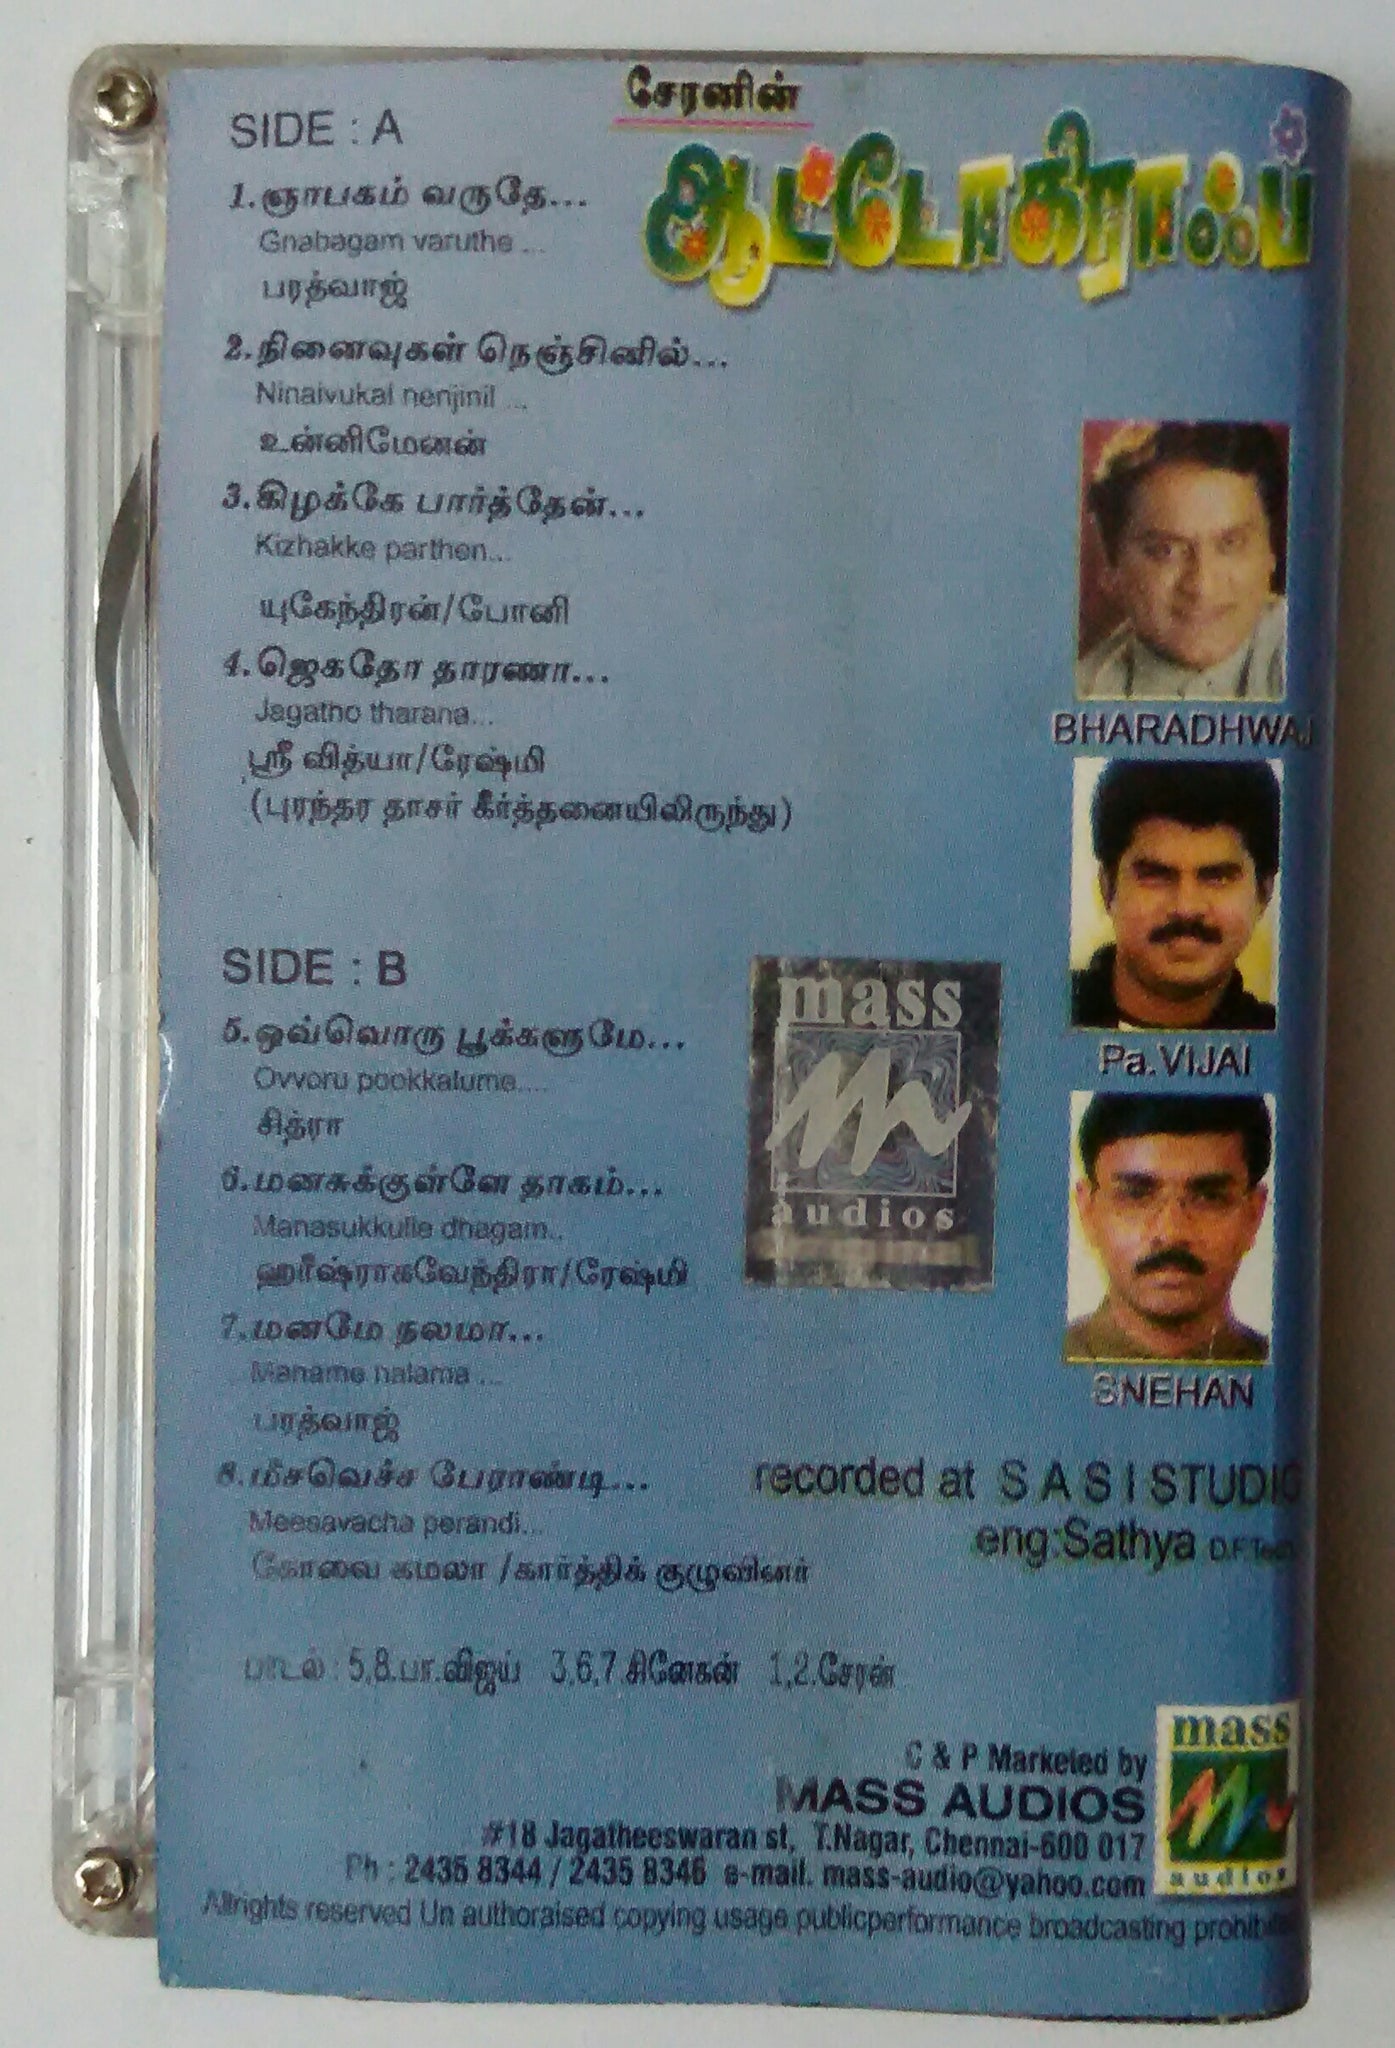 சேரனின்
ஆட்டோகிராஃப்
SIDE : A
1.ஞாபகம் வருதே...
Gnabagam varuthe ...
பரத்வாஜ்
2.நினைவுகள் நெஞ்சினில்...
Ninaivukal nenjinil ...
உன்னிமேனன்
3.கிழக்கே பார்த்தேன்...
Kizhakke parthen...
யுகேந்திரன்/போனி
4.ஜெகதோ தாரணா...
Jagatho tharana...
ஸ்ரீ வித்யா/ரேஷ்மி
(புரந்தர தாசர் கீர்த்தனையிலிருந்து)
SIDE : B
5.ஒவ்வொரு பூக்களுமே...
Ovvoru pookkalume....
சித்ரா
6.மனசுக்குள்ளே தாகம்...
Manasukkulle dhagam..
ஹரீஷ்ராகவேந்திரா/ரேஷ்மி
7.மனமே நலமா...
Maname nalama ...
பரத்வாஜ்
8.மீசவெச்ச பேராண்டி...
Meesavacha perandi...
கோவை கமலா /கார்த்திக் குழுவினர்
பாடல் : 5,8.பா.விஜய் 3,6,7.சினேகன் 1,2.சேரன்
BHARADHWAJ
Pa.VIJAI
SNEHAN
mass
audios
recorded at S A S I STUDIO
eng:Sathya D.F.Tech
C & P Marketed by
MASS AUDIOS
#18 Jagatheeswaran st, T.Nagar, Chennai-600 017
Ph : 2435 8344 / 2435 8346 e-mail. mass-audio@yahoo.com
mass
audios
Allrights reserved Un authoraised copying usage publicperformance broadcasting